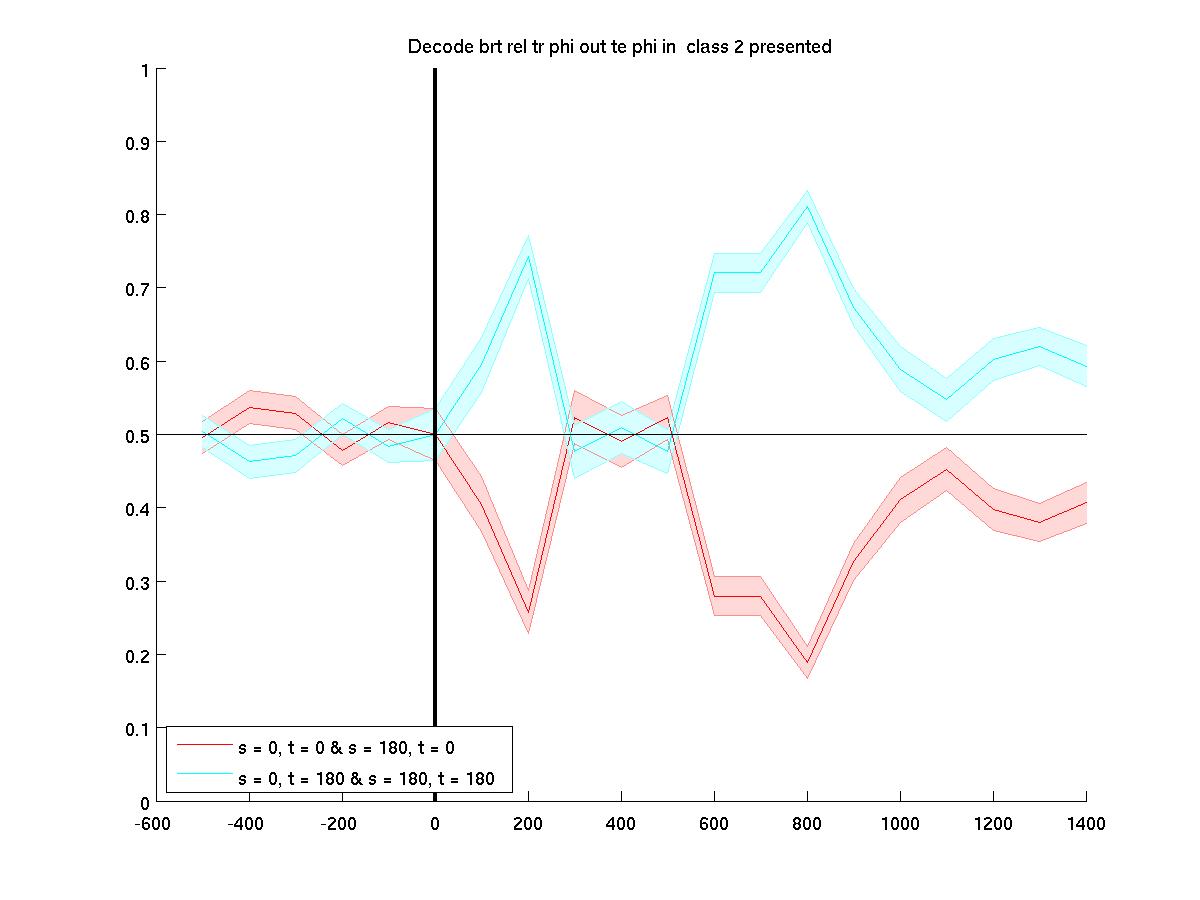 Decode brt rel tr phi out te phi in  class 2 presented
1
0.9
0.8
0.7
0.6
0.5
0.4
0.3
0.2
0.1
0
s = 0, t = 0 & s = 180, t = 0
s = 0, t = 180 & s = 180, t = 180
-600 -400 -200 0 200 400 600 800 1000 1200 1400